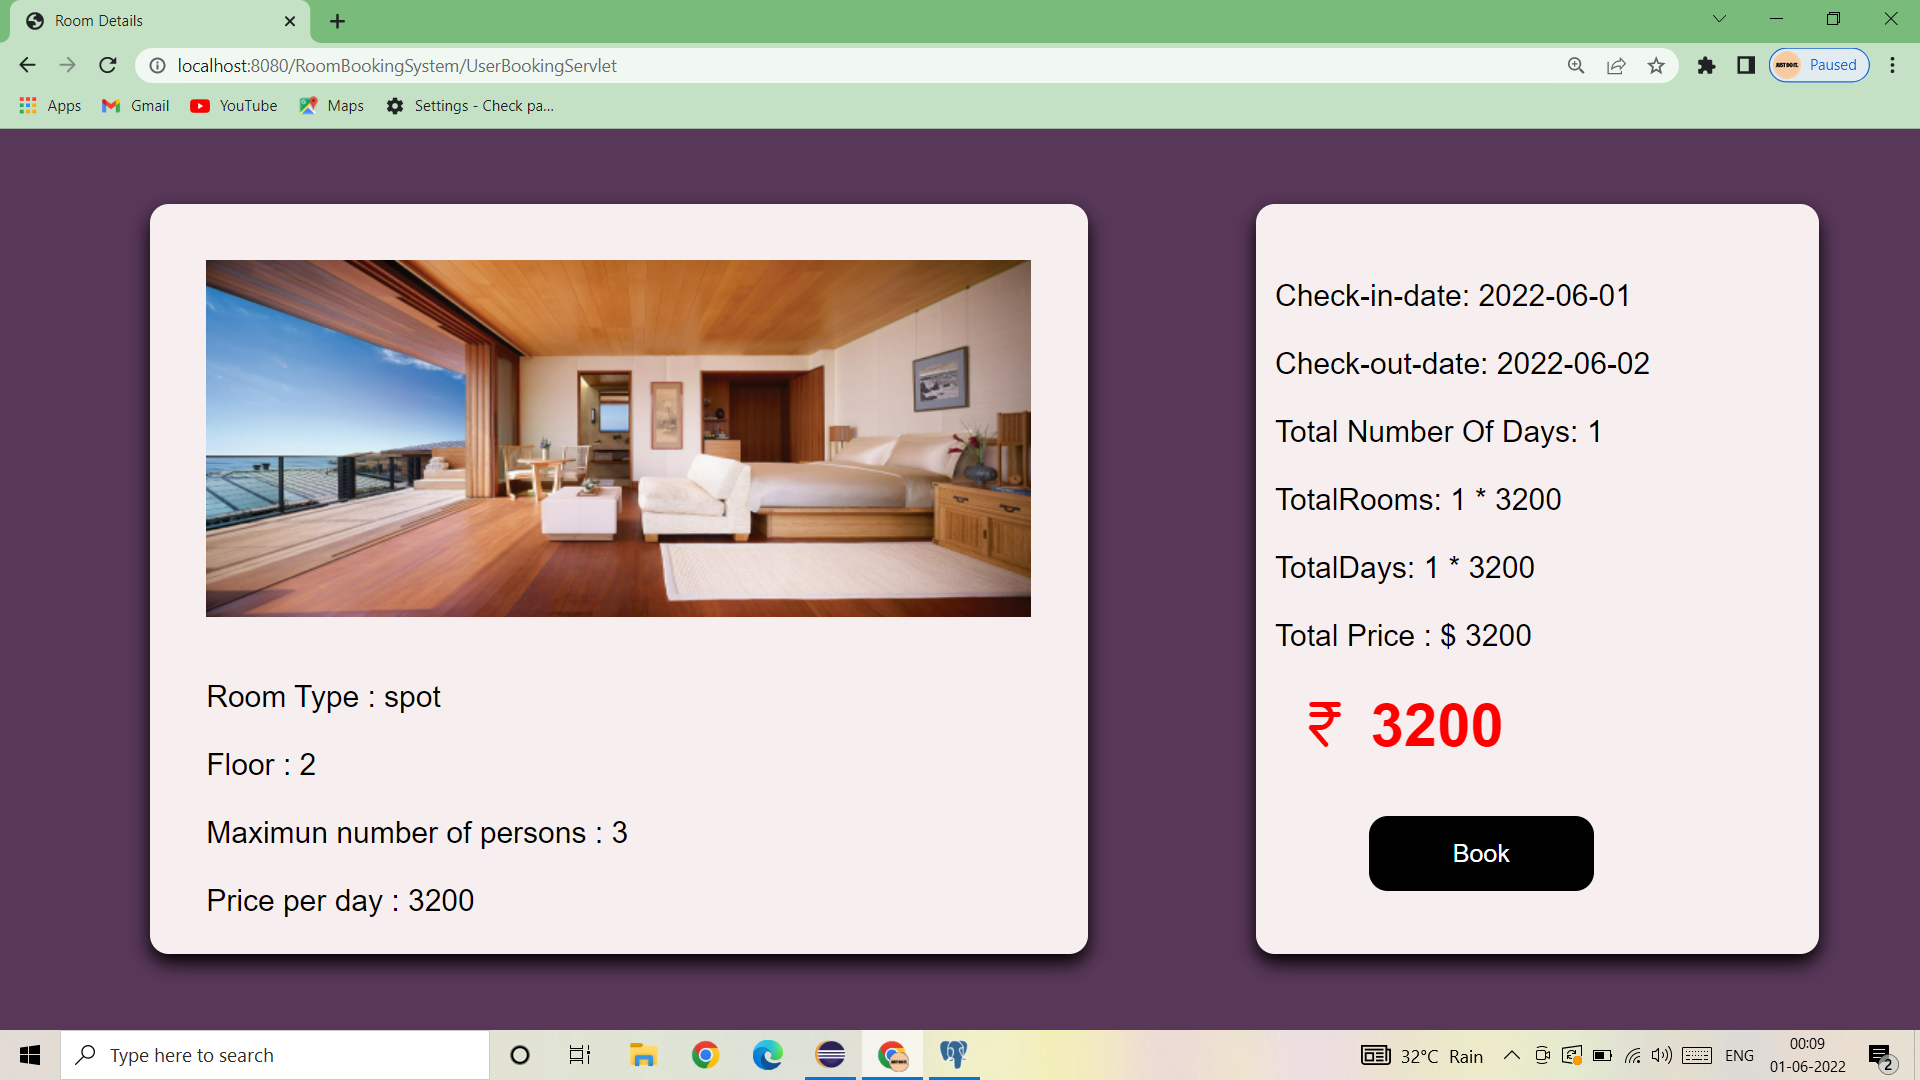 Room Details
localhost:8080/RoomBookingSystem/UserBookingServlet
JUST DO IT.
Paused
Apps
Gmail
YouTube
Maps
Settings - Check pa...
Room Type : spot
Floor : 2
Maximun number of persons : 3
Price per day : 3200
Check-in-date: 2022-06-01
Check-out-date: 2022-06-02
Total Number Of Days: 1
TotalRooms: 1 * 3200
TotalDays: 1 * 3200
Total Price : $ 3200
₹ 3200
Book
Type here to search
32°C Rain
ENG
00:09
01-06-2022
2